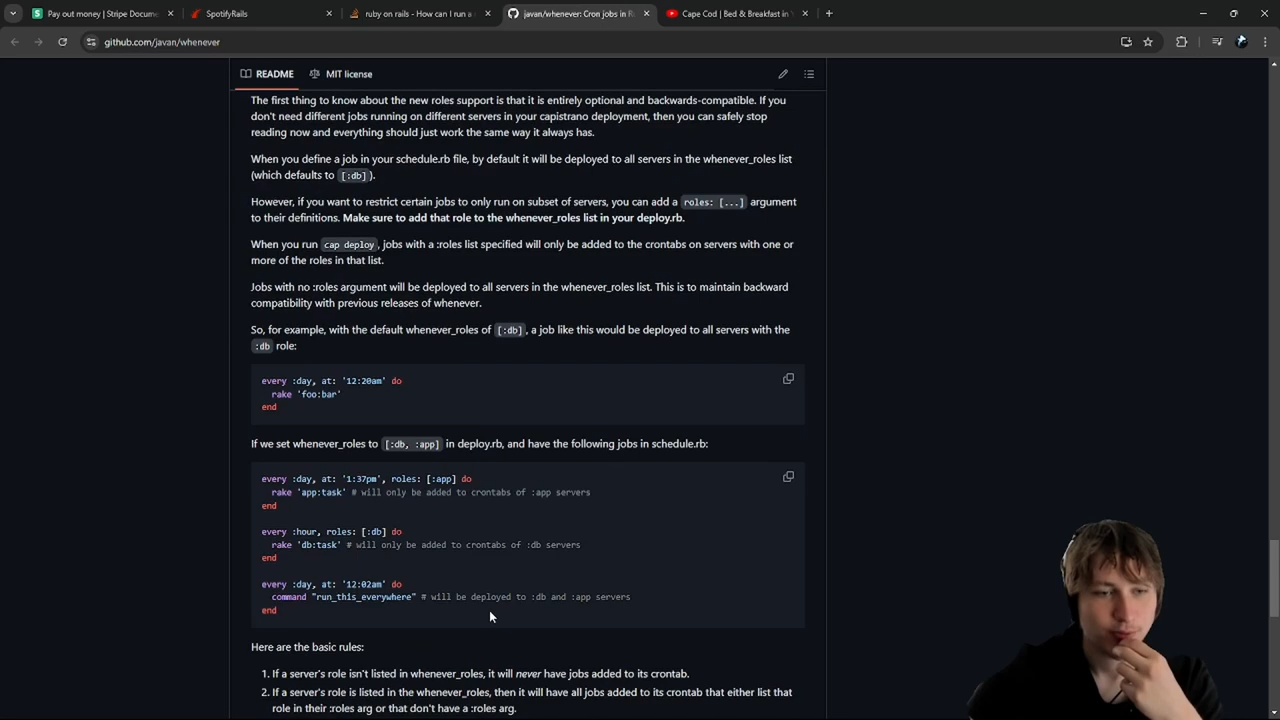 Pay out money | Stripe Documen
SpotifyRails
ruby on rails - How can I run a
javan/whenever: Cron jobs in R
Cape Cod | Bed & Breakfast in
github.com/javan/whenever
README
MIT license
The first thing to know about the new roles support is that it is entirely optional and backwards-compatible. If you
don't need different jobs running on different servers in your capistrano deployment, then you can safely stop
reading now and everything should just work the same way it always has.
When you define a job in your schedule.rb file, by default it will be deployed to all servers in the whenever_roles list
(which defaults to [:db]).
However, if you want to restrict certain jobs to only run on subset of servers, you can add a roles: [...] argument
to their definitions. Make sure to add that role to the whenever_roles list in your deploy.rb.
When you run cap deploy, jobs with a :roles list specified will only be added to the crontabs on servers with one or
more of the roles in that list.
Jobs with no :roles argument will be deployed to all servers in the whenever_roles list. This is to maintain backward
compatibility with previous releases of whenever.
So, for example, with the default whenever_roles of [:db], a job like this would be deployed to all servers with the
:db role:
every :day, at: '12:20am' do
rake 'foo:bar'
end
If we set whenever_roles to [:db, :app] in deploy.rb, and have the following jobs in schedule.rb:
every :day, at: '1:37pm', roles: [:app] do
rake 'app:task' # will only be added to crontabs of :app servers
end
every :hour, roles: [:db] do
rake 'db:task' # will only be added to crontabs of :db servers
end
every :day, at: '12:02am' do
command "run_this_everywhere" # will be deployed to :db and :app servers
end
Here are the basic rules:
1. If a server's role isn't listed in whenever_roles, it will never have jobs added to its crontab.
2. If a server's role is listed in the whenever_roles, then it will have all jobs added to its crontab that either list that
role in their :roles arg or that don't have a :roles arg.